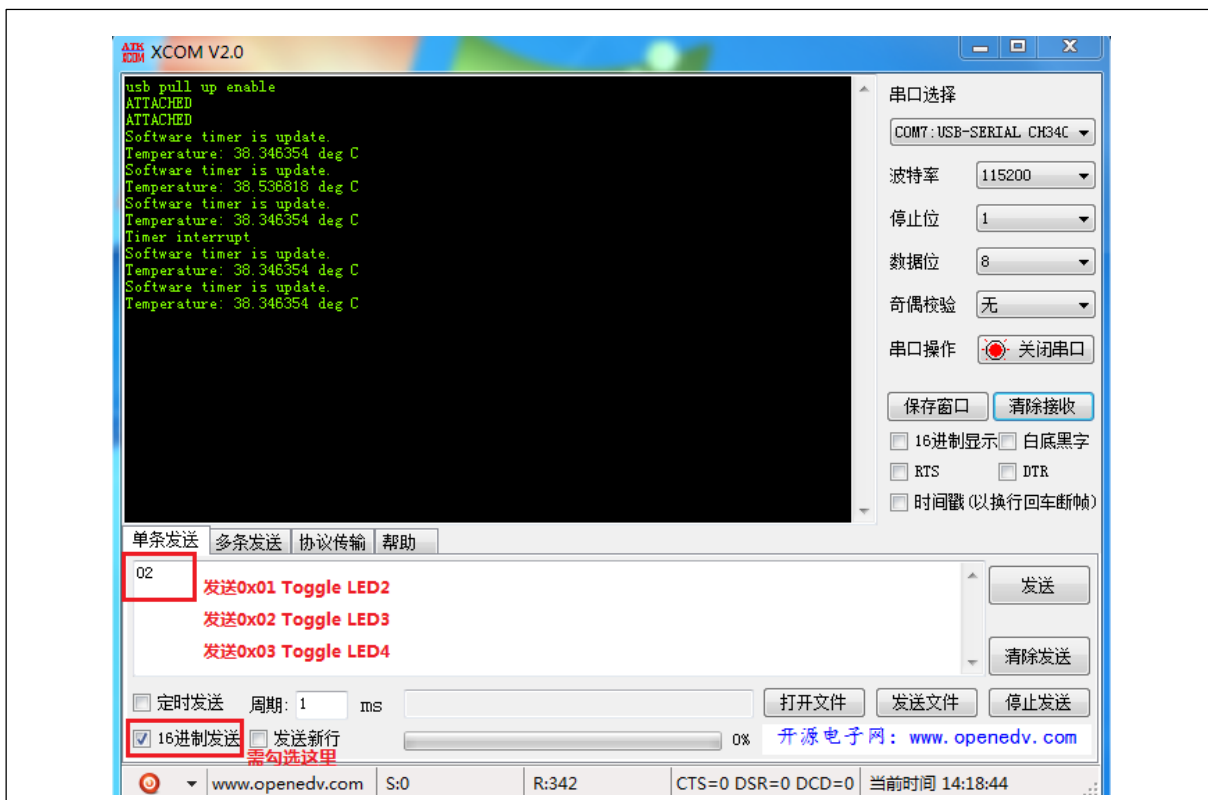 ATK XCOM XCOM V2.0
usb pull up enable
ATTACHED
ATTACHED
Software timer is update.
Temperature: 38.346354 deg C
Software timer is update.
Temperature: 38.536818 deg C
Software timer is update.
Temperature: 38.346354 deg C
Timer interrupt
Software timer is update.
Temperature: 38.346354 deg C
Software timer is update.
Temperature: 38.346354 deg C
串口选择
COM7:USB-SERIAL CH34C
波特率 115200
停止位 1
数据位 8
奇偶校验 无
串口操作 关闭串口
保存窗口 清除接收
16进制显示 白底黑字
RTS DTR
时间戳(以换行回车断帧)
单条发送 多条发送 协议传输 帮助
02
发送0x01 Toggle LED2
发送0x02 Toggle LED3
发送0x03 Toggle LED4
发送
清除发送
定时发送 周期: 1 ms 打开文件 发送文件 停止发送
16进制发送 发送新行 0% 开源电子网: www.openedv.com
需勾选这里
www.openedv.com S:0 R:342 CTS=0 DSR=0 DCD=0 当前时间 14:18:44